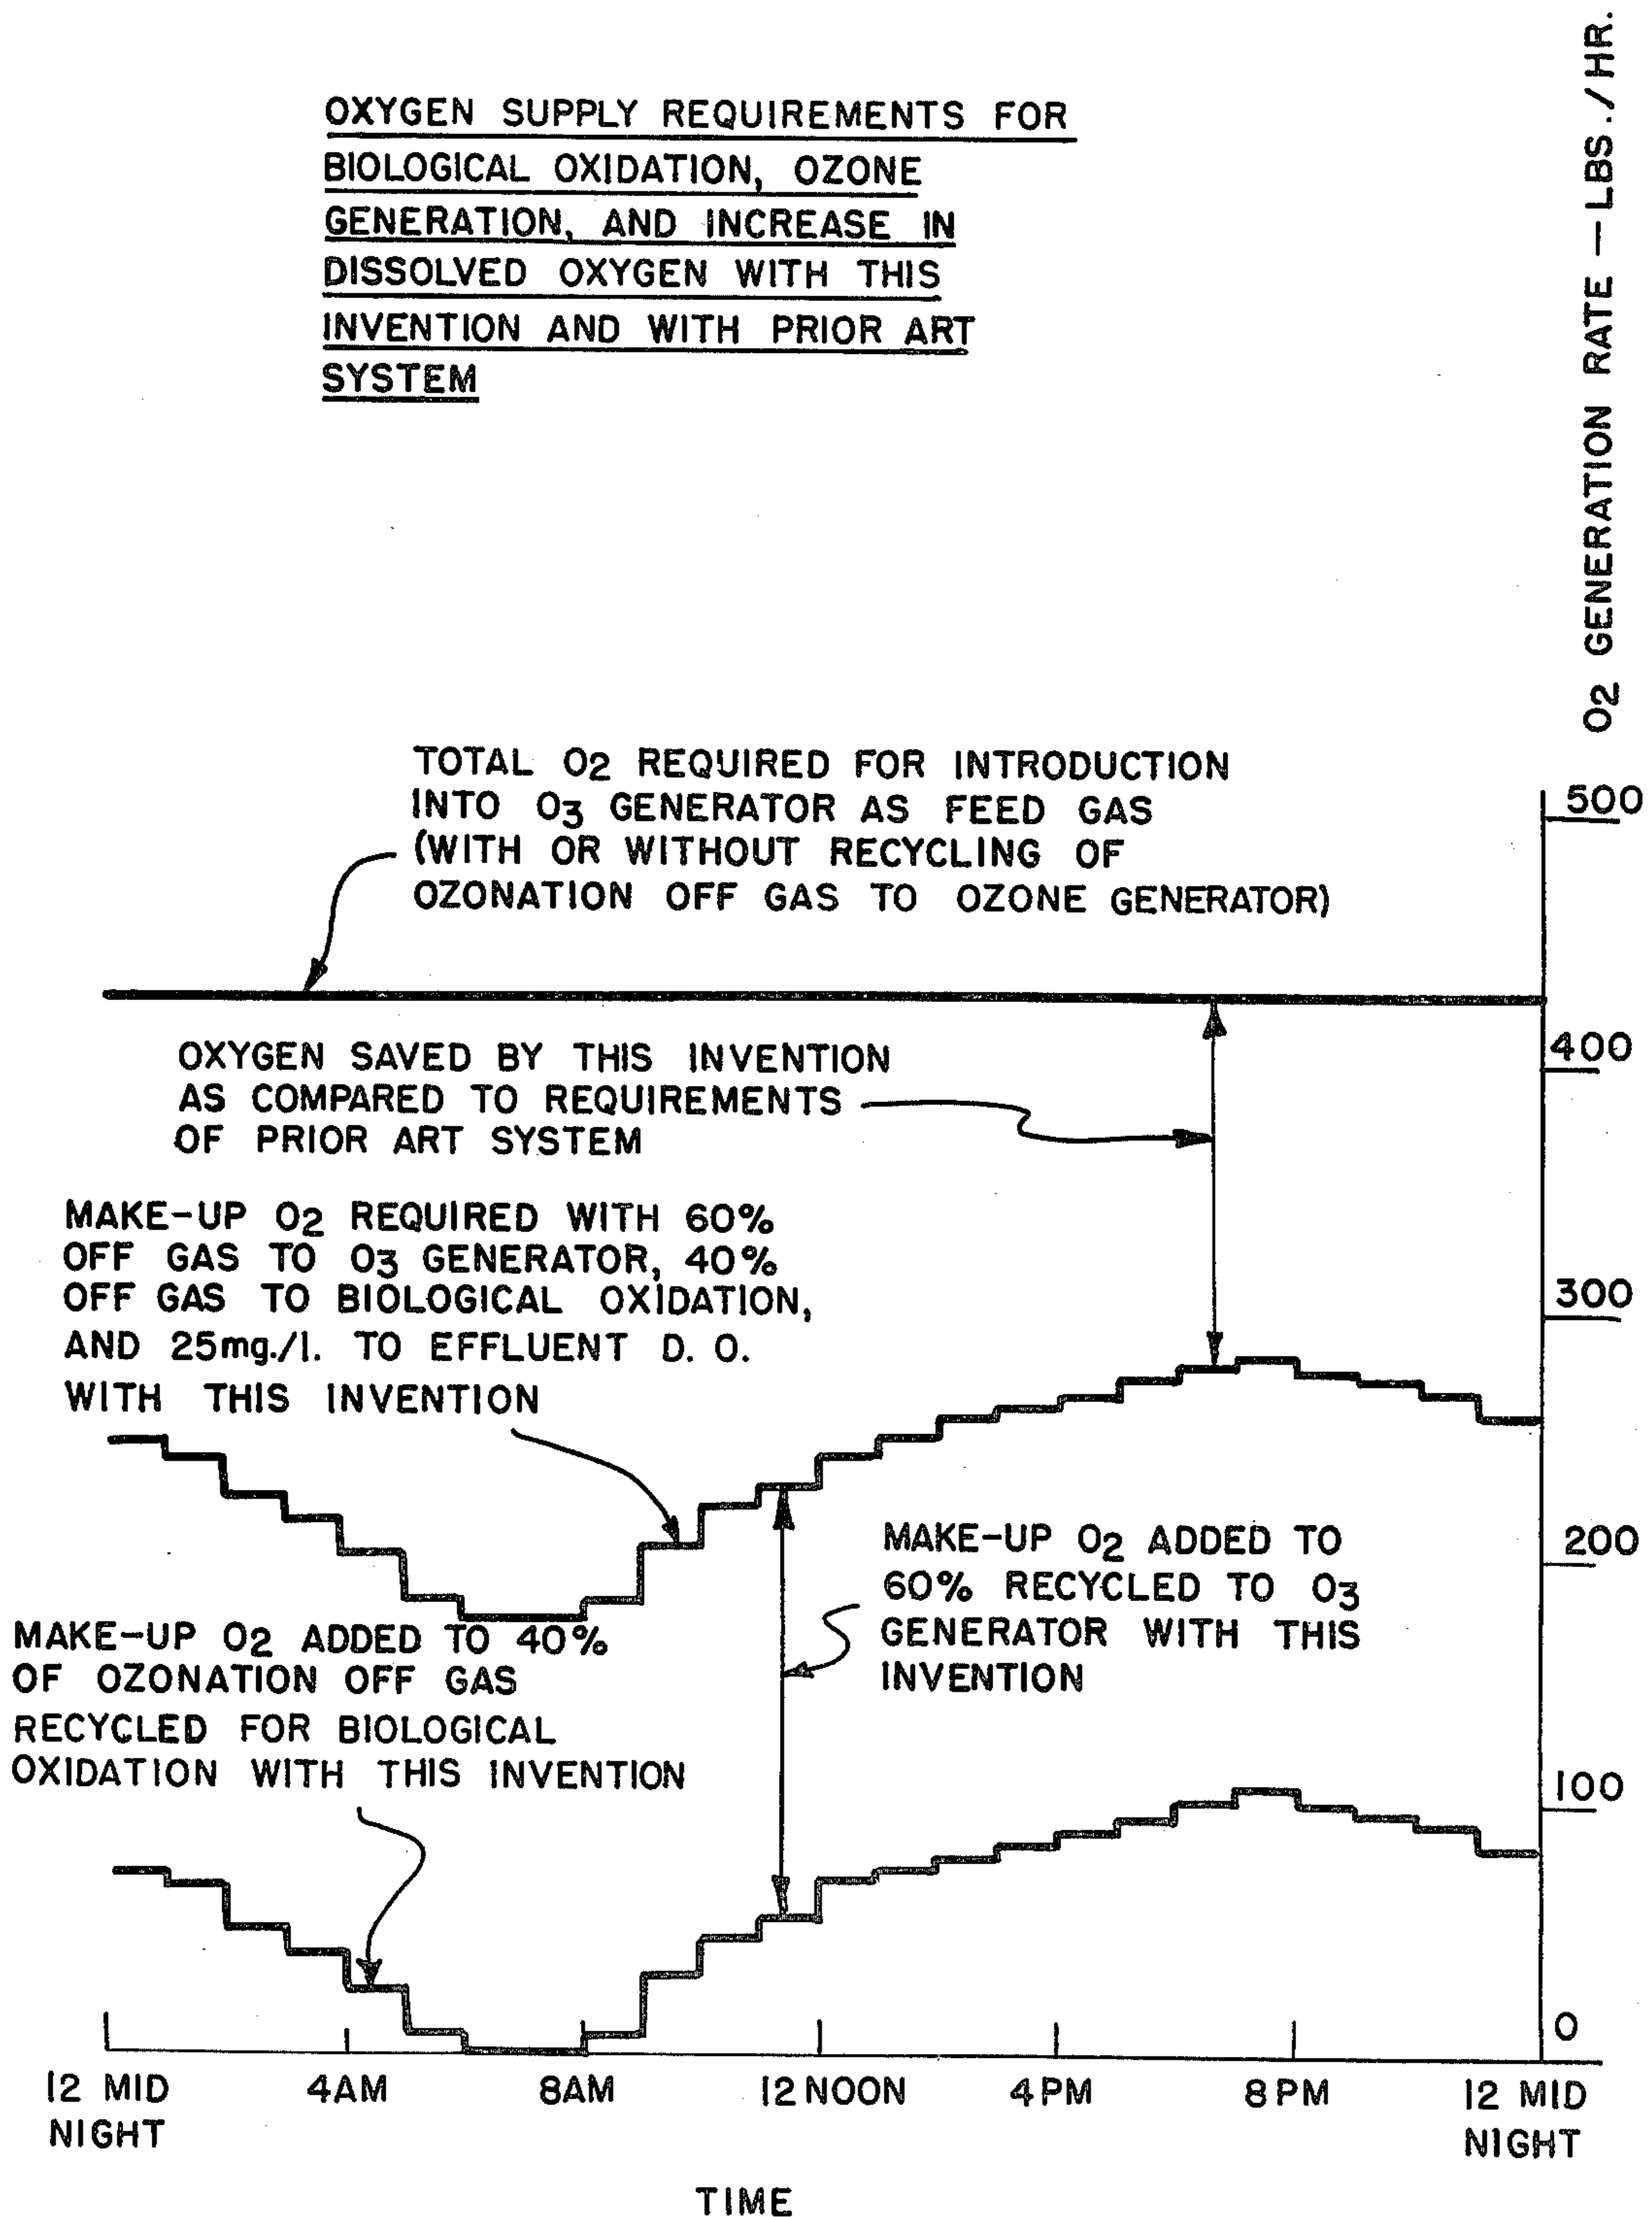 OXYGEN SUPPLY REQUIREMENTS FOR
BIOLOGICAL OXIDATION, OZONE
GENERATION, AND INCREASE IN
DISSOLVED OXYGEN WITH THIS
INVENTION AND WITH PRIOR ART
SYSTEM
O2 GENERATION RATE — LBS./HR.
TOTAL O2 REQUIRED FOR INTRODUCTION
INTO O3 GENERATOR AS FEED GAS
(WITH OR WITHOUT RECYCLING OF
OZONATION OFF GAS TO OZONE GENERATOR)
500
400
300
200
100
0
OXYGEN SAVED BY THIS INVENTION
AS COMPARED TO REQUIREMENTS
OF PRIOR ART SYSTEM
MAKE-UP O2 REQUIRED WITH 60%
OFF GAS TO O3 GENERATOR, 40%
OFF GAS TO BIOLOGICAL OXIDATION,
AND 25mg./l. TO EFFLUENT D. O.
WITH THIS INVENTION
MAKE-UP O2 ADDED TO
60% RECYCLED TO O3
GENERATOR WITH THIS
INVENTION
MAKE-UP O2 ADDED TO 40%
OF OZONATION OFF GAS
RECYCLED FOR BIOLOGICAL
OXIDATION WITH THIS INVENTION
12 MID
NIGHT
4AM
8AM
12 NOON
4PM
8PM
12 MID
NIGHT
TIME